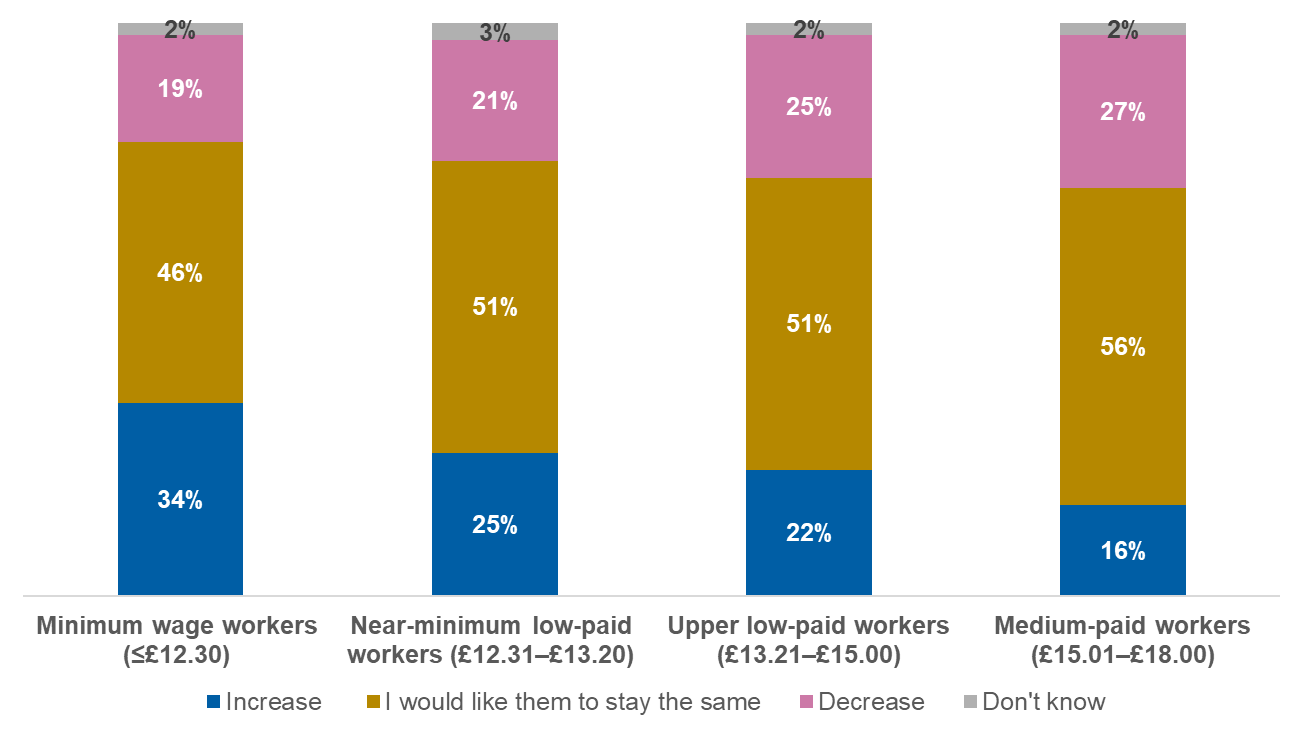 2% 3% 2% 2%
19% 21% 25% 27%
46% 51% 51% 56%
34% 25% 22% 16%
Minimum wage workers
(≤£12.30)
Near-minimum low-paid
workers (£12.31–£13.20)
Upper low-paid workers
(£13.21–£15.00)
Medium-paid workers
(£15.01–£18.00)
Increase
I would like them to stay the same
Decrease
Don't know